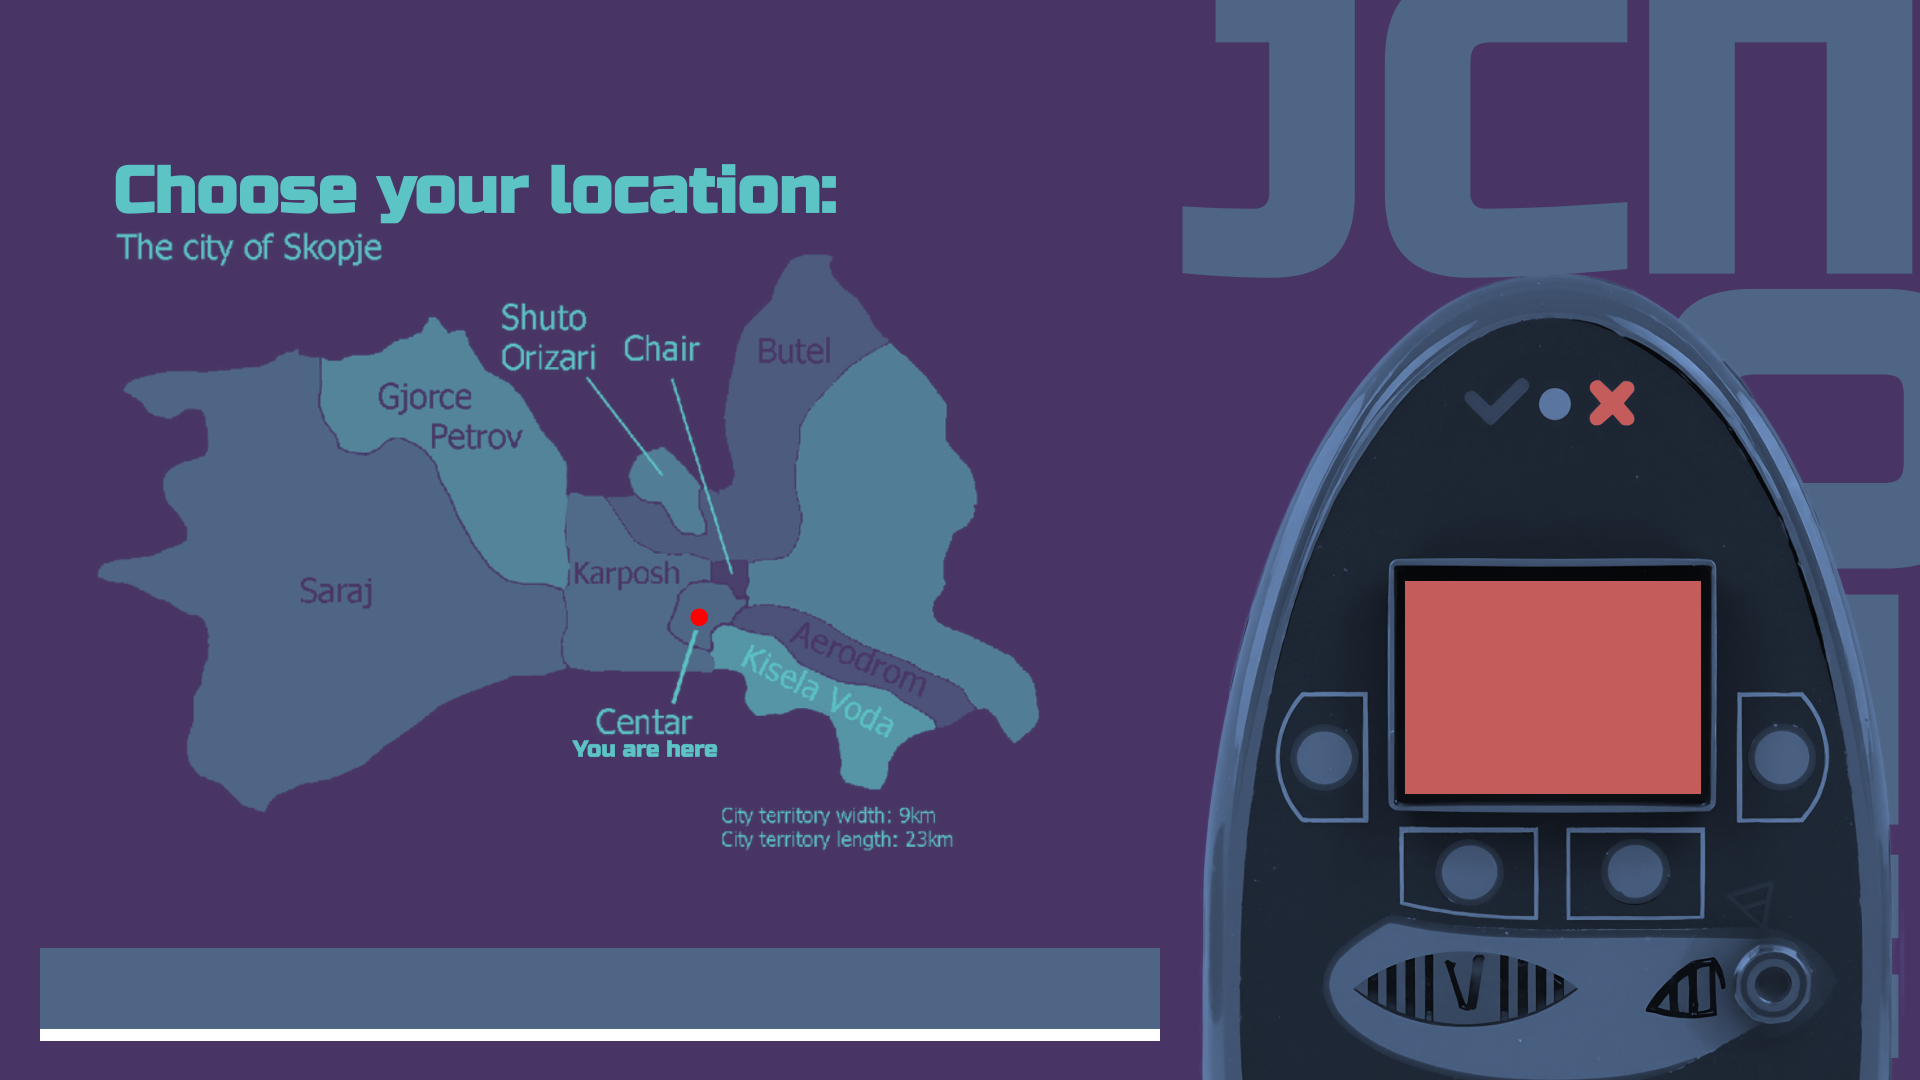 JCП
Choose your location:
The city of Skopje
Shuto
Orizari
Chair
Butel
Gjorce
Petrov
Saraj
Karposh
Aerodrom
Kisela Voda
Centar
You are here
City territory width: 9km
City territory length: 23km